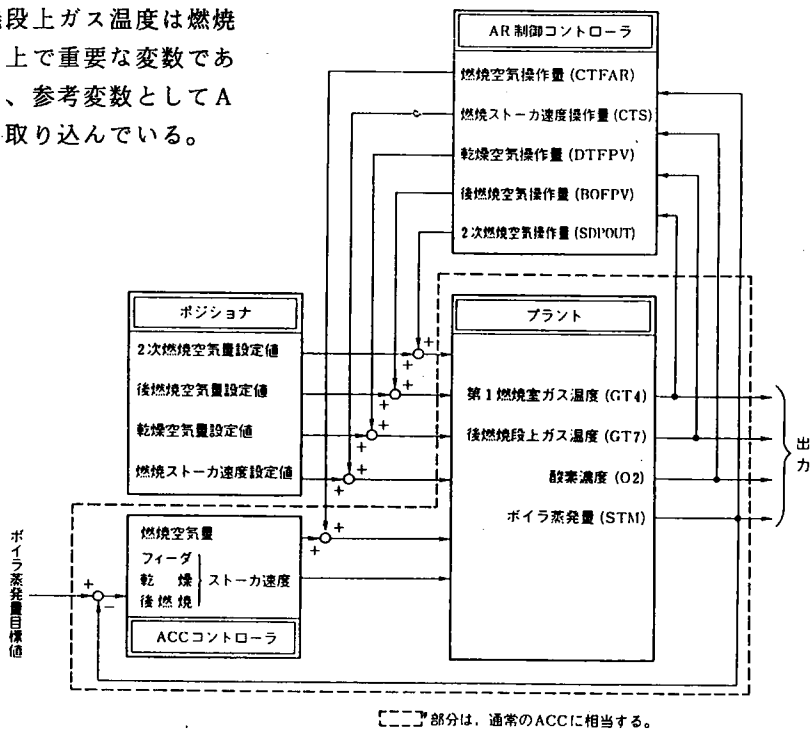 段上ガス温度は燃焼
上で重要な変数であ
、参考変数としてA
取り込んでいる。
AR制御コントローラ
燃焼空気操作量(CTFAR)
燃焼ストーカ速度操作量(CTS)
乾燥空気操作量(DTFPV)
後燃焼空気操作量(BOFPV)
2次燃焼空気操作量(SDPOUT)
ポジショナ
2次燃焼空気量設定値
後燃焼空気量設定値
乾燥空気量設定値
燃焼ストーカ速度設定値
プラント
第1燃焼室ガス温度(GT4)
後燃焼段上ガス温度(GT7)
酸素濃度(O2)
ボイラ蒸発量(STM)
出力
ボイラ蒸発量目標値
燃焼空気量
フィーダ
乾燥
後燃焼
ストーカ速度
ACCコントローラ
+
+
+
+
+
+
+
+
+
+
+
−
部分は,通常のACCに相当する。